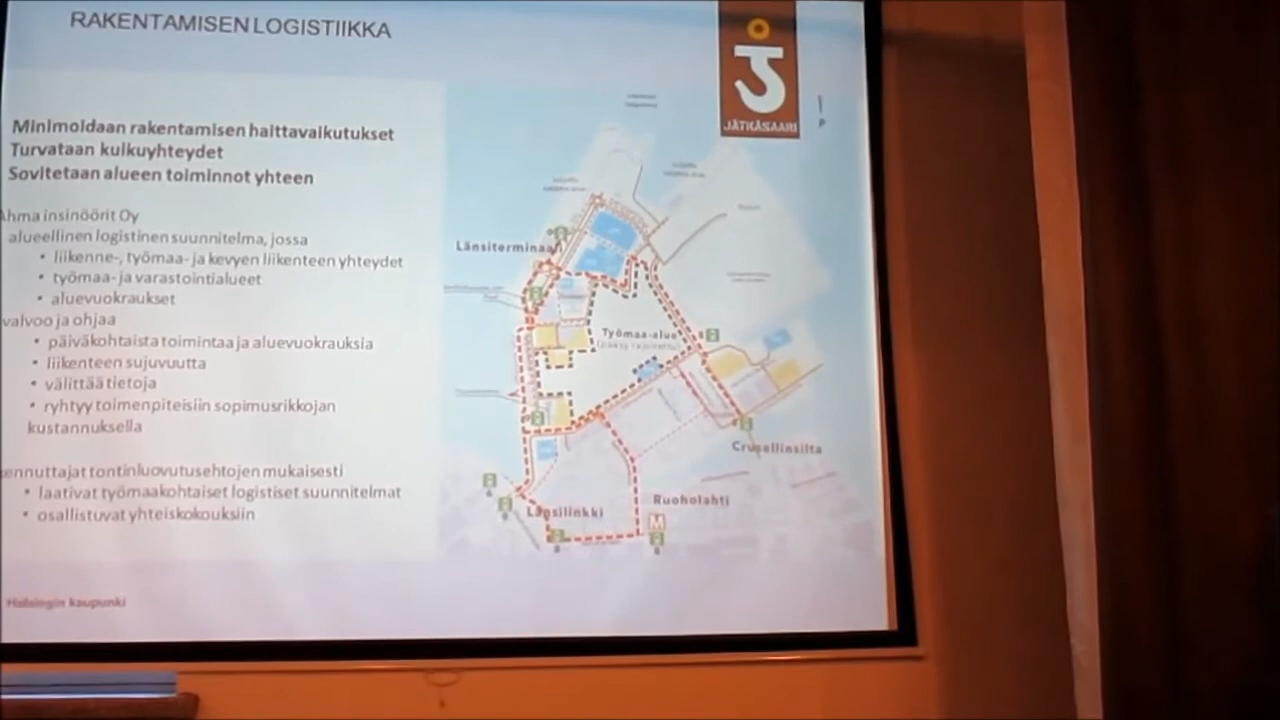 RAKENTAMISEN LOGISTIIKKA
JÄTKÄSAARI
Minimoidaan rakentamisen haittavaikutukset
Turvataan kulkuyhteydet
Sovitetaan alueen toiminnot yhteen
Ahma insinöörit Oy
alueellinen logistinen suunnitelma, jossa
• liikenne-, työmaa- ja kevyen liikenteen yhteydet
• työmaa- ja varastointialueet
• aluevuokraukset
valvoo ja ohjaa
• päiväkohtaista toimintaa ja aluevuokrauksia
• liikenteen sujuvuutta
• välittää tietoja
• ryhtyy toimenpiteisiin sopimusrikkojan
kustannuksella
ennuttajat tontinluovutusehtojen mukaisesti
• laativat työmaakohtaiset logistiset suunnitelmat
• osallistuvat yhteiskokouksiin
Helsingin kaupunki
Länsiterminaali
Työmaa-alue
Crusellinsilta
Ruoholahti
M
Länsilinkki